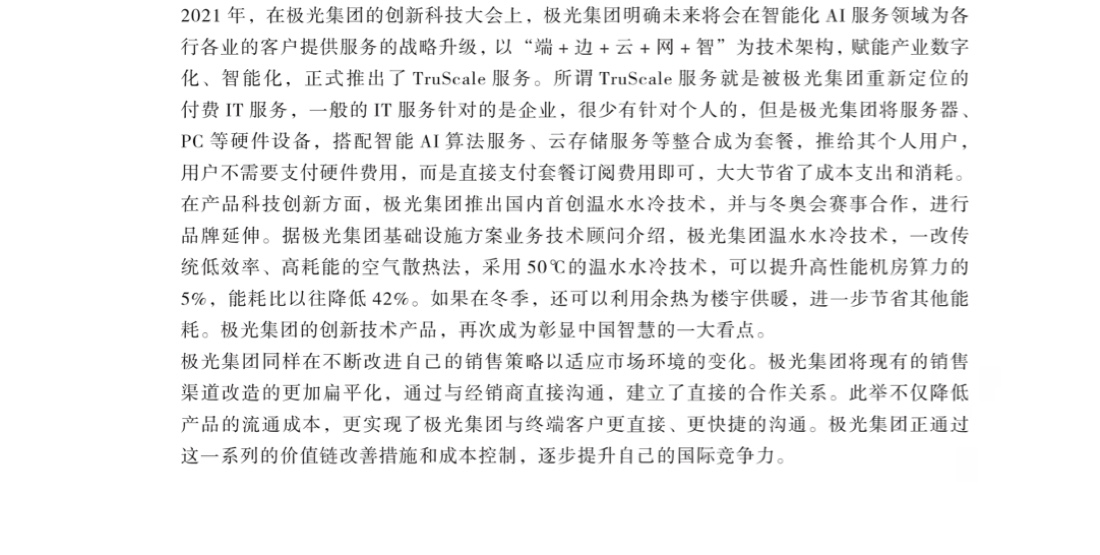 2021 年，在极光集团的创新科技大会上，极光集团明确未来将会在智能化 AI 服务领域为各
行各业的客户提供服务的战略升级，以“端 + 边 + 云 + 网 + 智”为技术架构，赋能产业数字
化、智能化，正式推出了 TruScale 服务。所谓 TruScale 服务就是被极光集团重新定位的
付费 IT 服务，一般的 IT 服务针对的是企业，很少有针对个人的，但是极光集团将服务器、
PC 等硬件设备，搭配智能 AI 算法服务、云存储服务等整合成为套餐，推给其个人用户，
用户不需要支付硬件费用，而是直接支付套餐订阅费用即可，大大节省了成本支出和消耗。
在产品科技创新方面，极光集团推出国内首创温水水冷技术，并与冬奥会赛事合作，进行
品牌延伸。据极光集团基础设施方案业务技术顾问介绍，极光集团温水水冷技术，一改传
统低效率、高耗能的空气散热法，采用 50℃的温水水冷技术，可以提升高性能机房算力的
5%，能耗比以往降低 42%。如果在冬季，还可以利用余热为楼宇供暖，进一步节省其他能
耗。极光集团的创新技术产品，再次成为彰显中国智慧的一大看点。
极光集团同样在不断改进自己的销售策略以适应市场环境的变化。极光集团将现有的销售
渠道改造的更加扁平化，通过与经销商直接沟通，建立了直接的合作关系。此举不仅降低
产品的流通成本，更实现了极光集团与终端客户更直接、更快捷的沟通。极光集团正通过
这一系列的价值链改善措施和成本控制，逐步提升自己的国际竞争力。